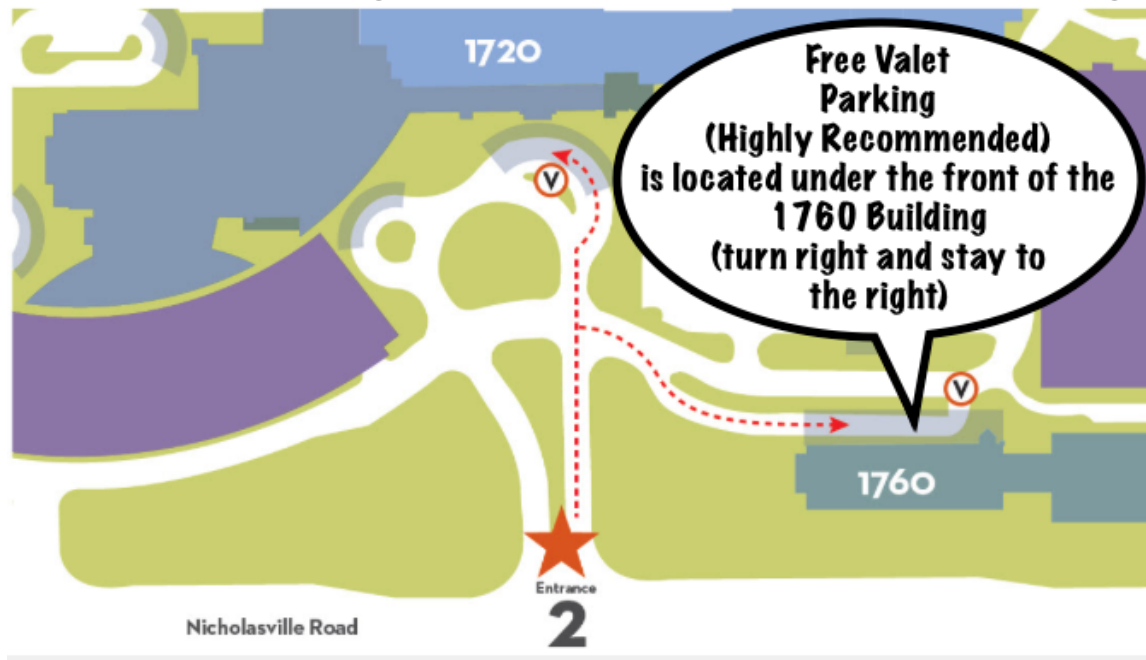 1720
Free Valet
Parking
(Highly Recommended)
is located under the front of the
1760 Building
(turn right and stay to
the right)
V
V
1760
Entrance
2
Nicholasville Road